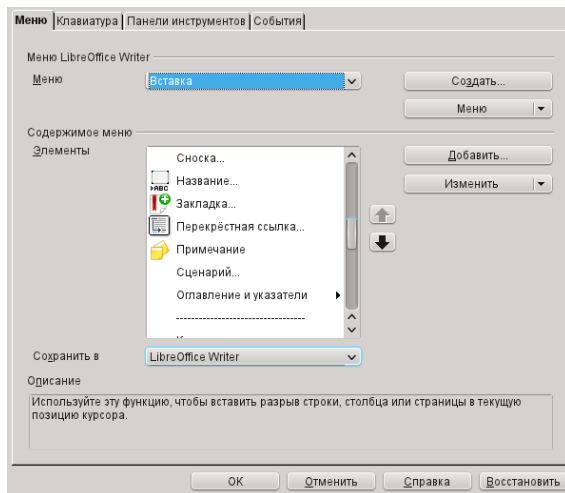 Меню Клавиатура Панели инструментов События
Меню LibreOffice Writer
Меню Вставка Создать...
Меню
Содержимое меню
Элементы Сноска... Добавить...
Название... Изменить
Закладка...
Перекрёстная ссылка...
Примечание
Сценарий...
Оглавление и указатели
--------------------------------
Сохранить в LibreOffice Writer
Описание
Используйте эту функцию, чтобы вставить разрыв строки, столбца или страницы в текущую
позицию курсора.
ОК Отменить Справка Восстановить